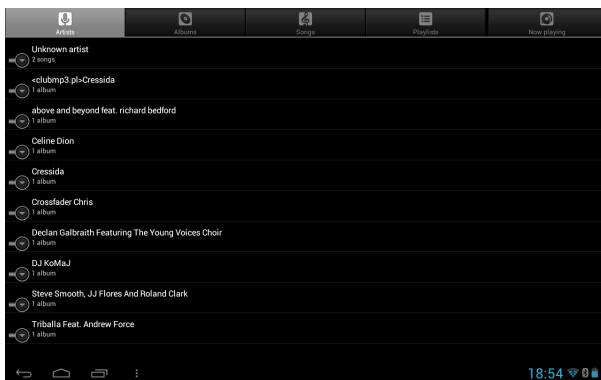 Artists
Albums
Songs
Playlists
Now playing
Unknown artist
2 songs
<clubmp3.pl>Cressida
1 album
above and beyond feat. richard bedford
1 album
Celine Dion
1 album
Cressida
1 album
Crossfader Chris
1 album
Declan Galbraith Featuring The Young Voices Choir
1 album
DJ KoMaJ
1 album
Steve Smooth, JJ Flores And Roland Clark
1 album
Triballa Feat. Andrew Force
1 album
18:54